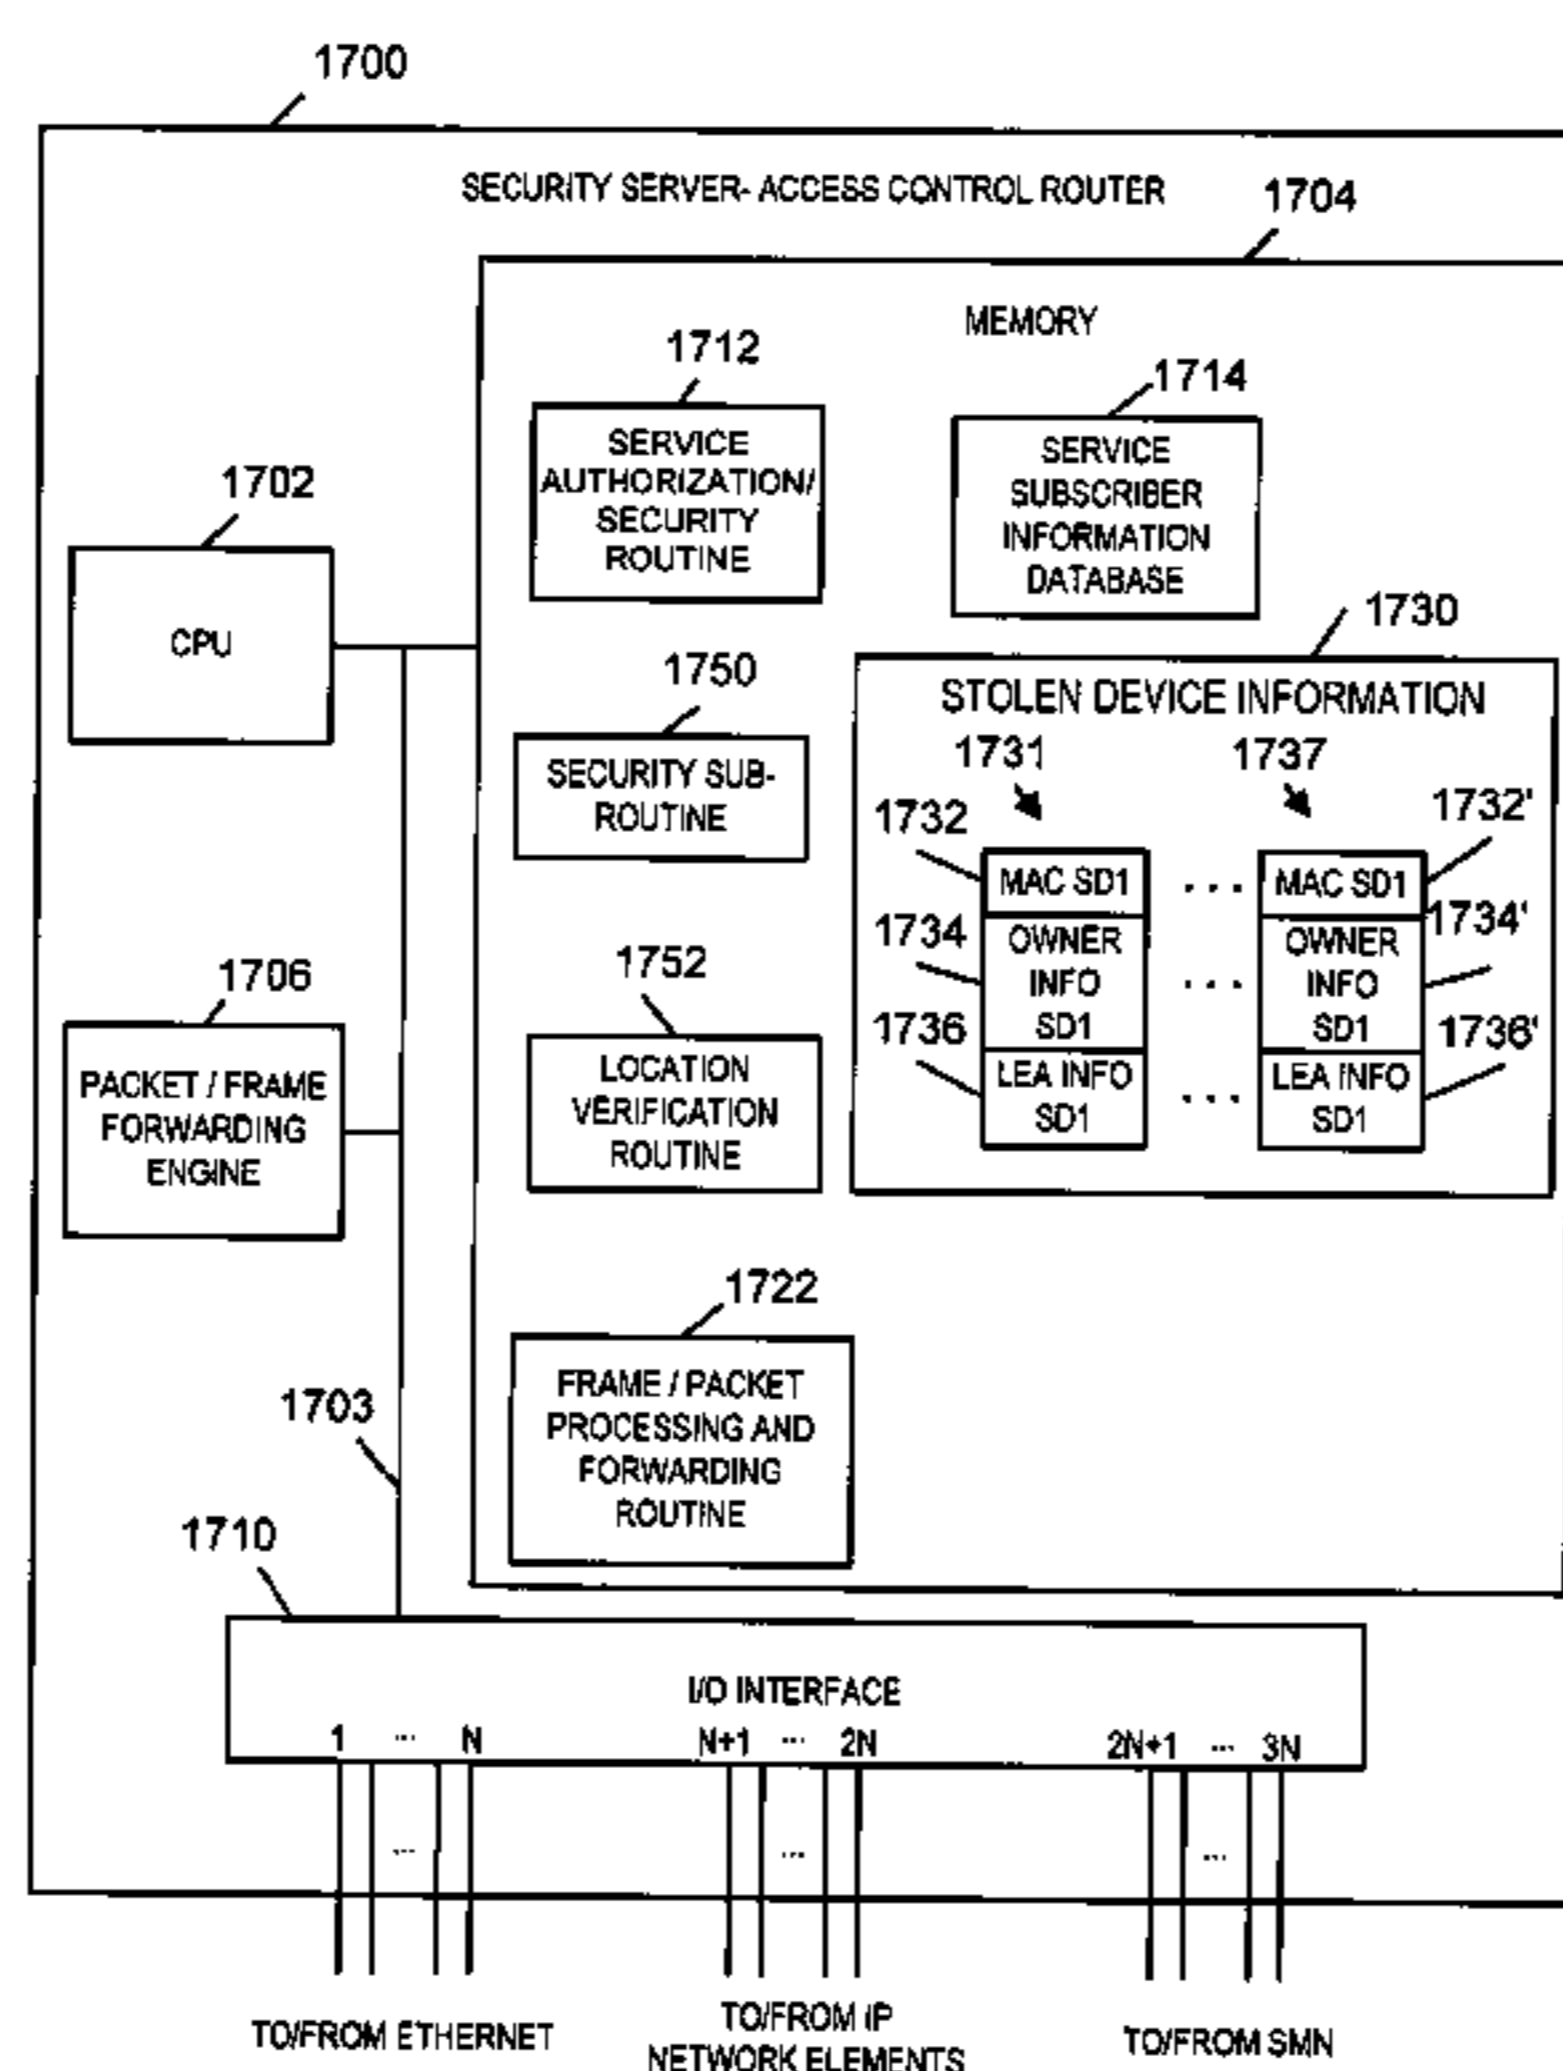 1700
SECURITY SERVER- ACCESS CONTROL ROUTER
1704
MEMORY
1712
SERVICE
AUTHORIZATION/
SECURITY
ROUTINE
1714
SERVICE
SUBSCRIBER
INFORMATION
DATABASE
1702
CPU
1750
SECURITY SUB-
ROUTINE
1730
STOLEN DEVICE INFORMATION
1731
1737
1732
MAC SD1
...
MAC SD1
1732'
1734
OWNER
INFO
SD1
...
OWNER
INFO
SD1
1734'
1736
LEA INFO
SD1
...
LEA INFO
SD1
1736'
1706
PACKET / FRAME
FORWARDING
ENGINE
1752
LOCATION
VERIFICATION
ROUTINE
1722
FRAME / PACKET
PROCESSING AND
FORWARDING
ROUTINE
1703
1710
I/O INTERFACE
1 ... N N+1 ... 2N 2N+1 ... 3N
... ... ...
TO/FROM ETHERNET
TO/FROM IP
NETWORK ELEMENTS
TO/FROM SMN